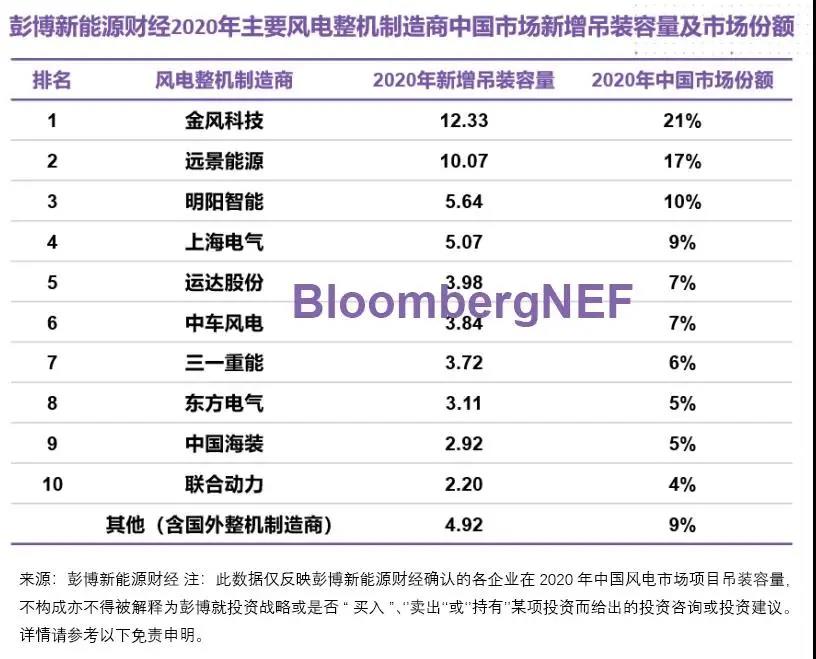 彭博新能源财经2020年主要风电整机制造商中国市场新增吊装容量及市场份额
排名 风电整机制造商 2020年新增吊装容量 2020年中国市场份额
1 金风科技 12.33 21%
2 远景能源 10.07 17%
3 明阳智能 5.64 10%
4 上海电气 5.07 9%
5 运达股份 3.98 7%
BloombergNEF
6 中车风电 3.84 7%
7 三一重能 3.72 6%
8 东方电气 3.11 5%
9 中国海装 2.92 5%
10 联合动力 2.20 4%
其他（含国外整机制造商） 4.92 9%
来源：彭博新能源财经 注：此数据仅反映彭博新能源财经确认的各企业在 2020 年中国风电市场项目吊装容量,
不构成亦不得被解释为彭博就投资战略或是否“ 买入 ”、“卖出“或”持有”某项投资而给出的投资咨询或投资建议。
详情请参考以下免责申明。